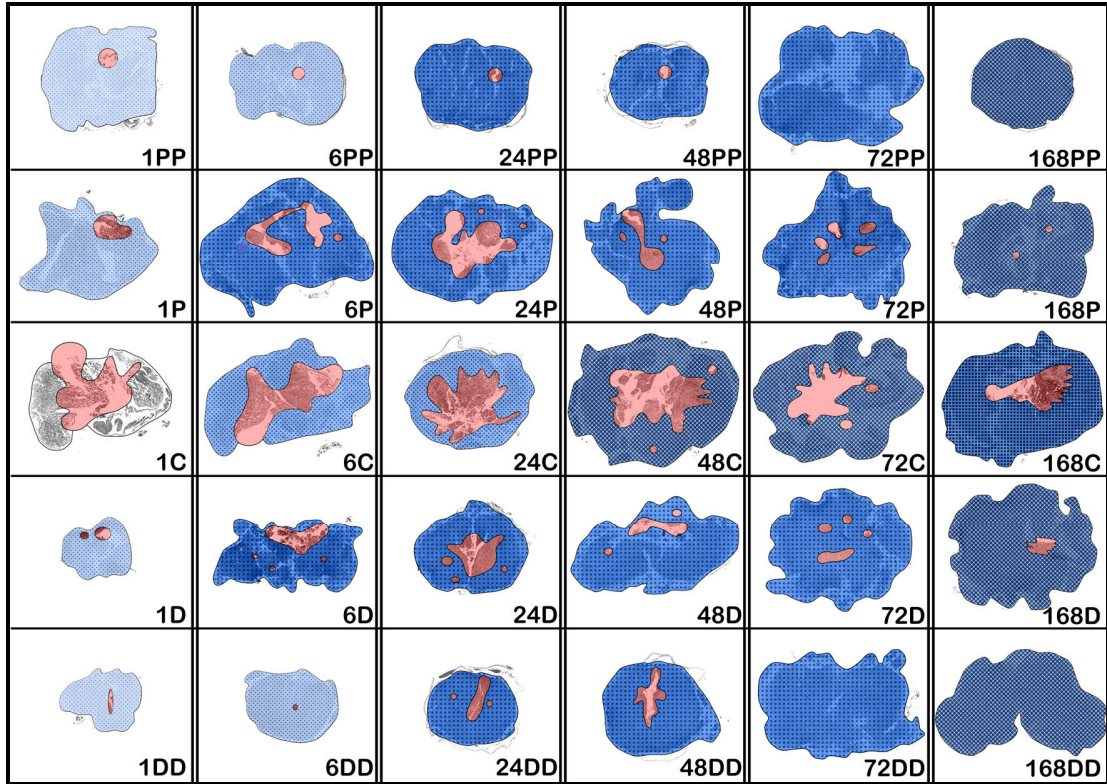 1PP 6PP 24PP 48PP 72PP 168PP
1P 6P 24P 48P 72P 168P
1C 6C 24C 48C 72C 168C
1D 6D 24D 48D 72D 168D
1DD 6DD 24DD 48DD 72DD 168DD